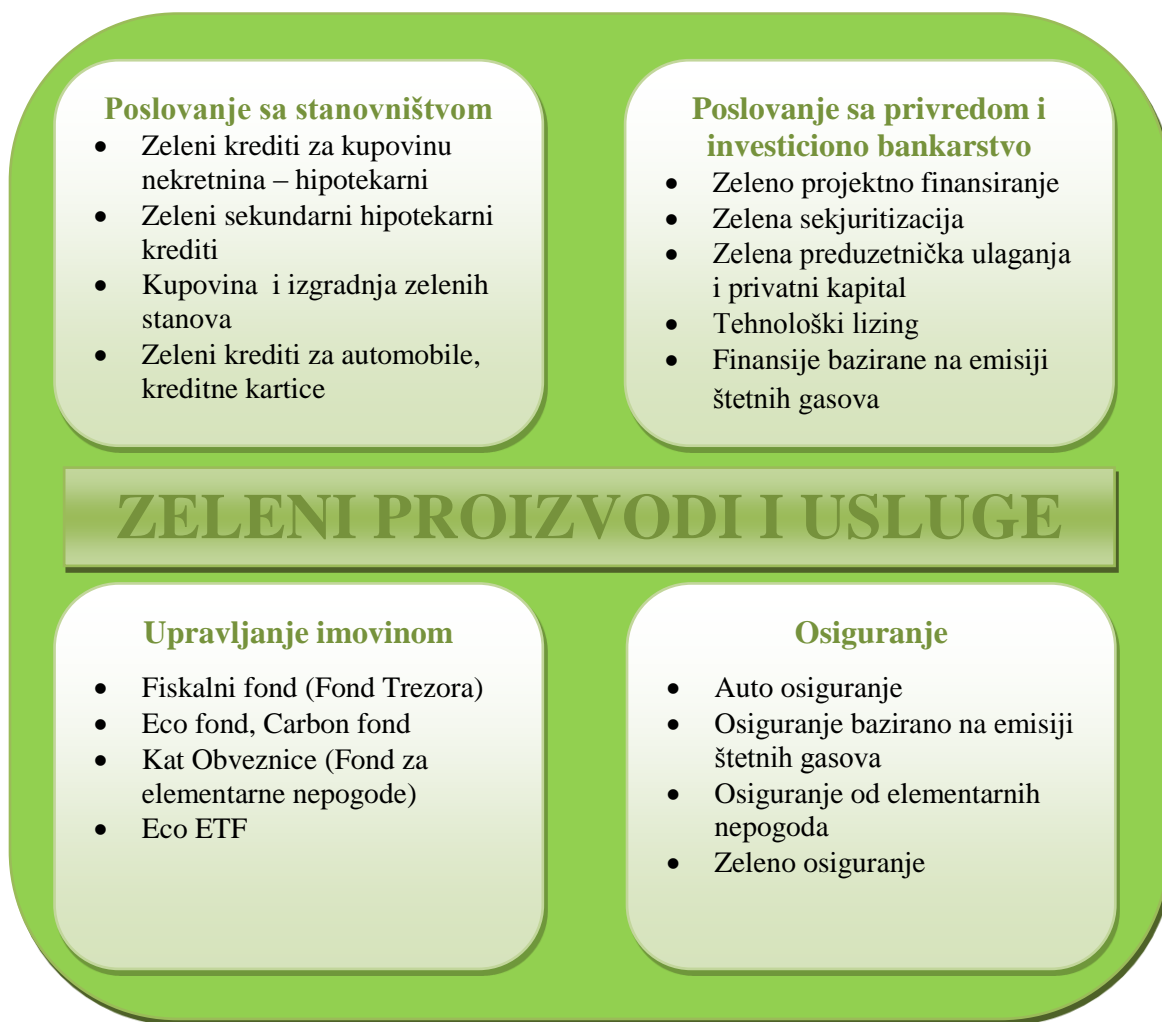 Poslovanje sa stanovništvom
• Zeleni krediti za kupovinu
nekretnina – hipotekarni
• Zeleni sekundarni hipotekarni
krediti
• Kupovina i izgradnja zelenih
stanova
• Zeleni krediti za automobile,
kreditne kartice
Poslovanje sa privredom i
investiciono bankarstvo
• Zeleno projektno finansiranje
• Zelena sekjuritizacija
• Zelena preduzetnička ulaganja
i privatni kapital
• Tehnološki lizing
• Finansije bazirane na emisiji
štetnih gasova
ZELENI PROIZVODI I USLUGE
Upravljanje imovinom
• Fiskalni fond (Fond Trezora)
• Eco fond, Carbon fond
• Kat Obveznice (Fond za
elementarne nepogode)
• Eco ETF
Osiguranje
• Auto osiguranje
• Osiguranje bazirano na emisiji
štetnih gasova
• Osiguranje od elementarnih
nepogoda
• Zeleno osiguranje